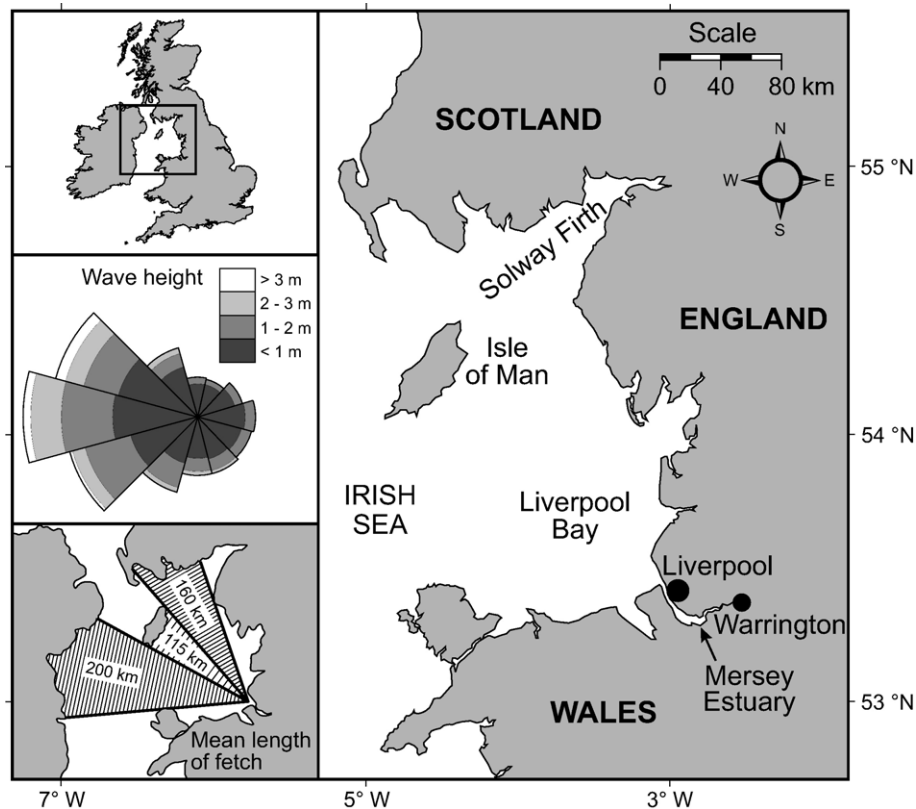 Scale
0 40 80 km
SCOTLAND
N
W E
S
55 °N
Solway Firth
ENGLAND
Isle
of Man
54 °N
IRISH
SEA
Liverpool
Bay
Liverpool
Warrington
Mersey
Estuary
WALES
53 °N
Wave height
> 3 m
2 - 3 m
1 - 2 m
< 1 m
160 km
115 km
200 km
Mean length
of fetch
7° W
5° W
3° W